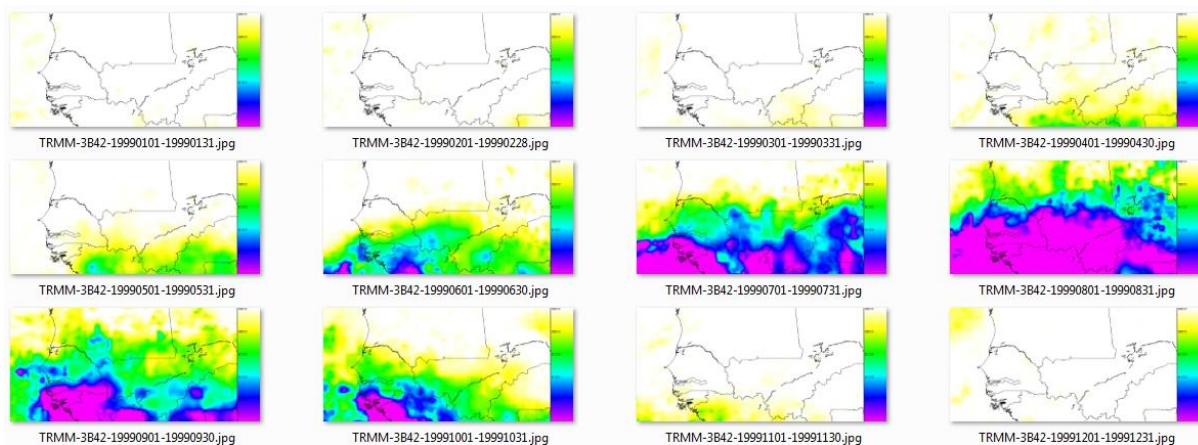 TRMM-3B42-19990101-19990131.jpg
TRMM-3B42-19990201-19990228.jpg
TRMM-3B42-19990301-19990331.jpg
TRMM-3B42-19990401-19990430.jpg
TRMM-3B42-19990501-19990531.jpg
TRMM-3B42-19990601-19990630.jpg
TRMM-3B42-19990701-19990731.jpg
TRMM-3B42-19990801-19990831.jpg
TRMM-3B42-19990901-19990930.jpg
TRMM-3B42-19991001-19991031.jpg
TRMM-3B42-19991101-19991130.jpg
TRMM-3B42-19991201-19991231.jpg